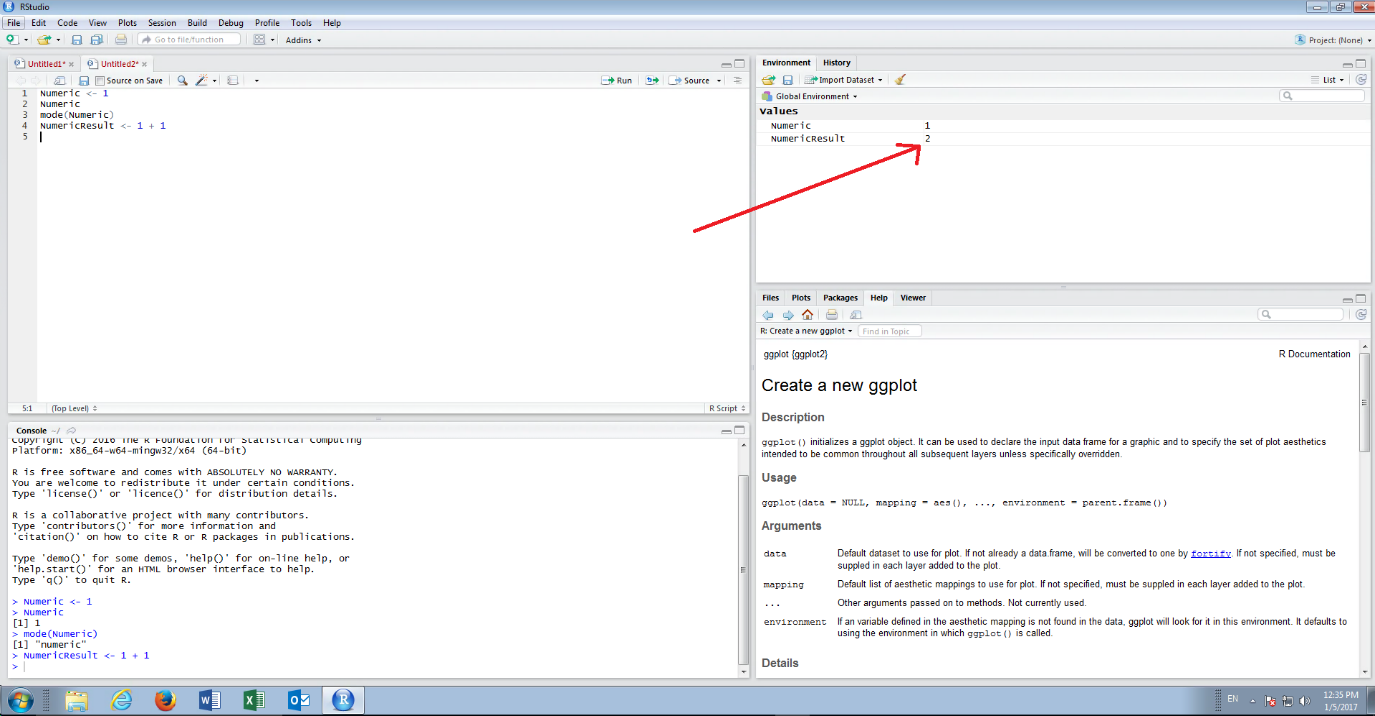 RStudio
File Edit Code View Plots Session Build Debug Profile Tools Help
Go to file/function Addins Project: (None)
Untitled1* Untitled2*
Source on Save Run Source
1 Numeric <- 1
2 Numeric
3 mode(Numeric)
4 NumericResult <- 1 + 1
5
5:1 (Top Level) R Script
Console ~/
Copyright (C) 2016 The R Foundation for Statistical Computing
Platform: x86_64-w64-mingw32/x64 (64-bit)
R is free software and comes with ABSOLUTELY NO WARRANTY.
You are welcome to redistribute it under certain conditions.
Type 'license()' or 'licence()' for distribution details.
R is a collaborative project with many contributors.
Type 'contributors()' for more information and
'citation()' on how to cite R or R packages in publications.
Type 'demo()' for some demos, 'help()' for on-line help, or
'help.start()' for an HTML browser interface to help.
Type 'q()' to quit R.
> Numeric <- 1
> Numeric
[1] 1
> mode(Numeric)
[1] "numeric"
> NumericResult <- 1 + 1
>
Environment History
Import Dataset List
Global Environment
Values
Numeric 1
NumericResult 2
Files Plots Packages Help Viewer
R: Create a new ggplot Find in Topic
ggplot {ggplot2} R Documentation
Create a new ggplot
Description
ggplot() initializes a ggplot object. It can be used to declare the input data frame for a graphic and to specify the set of plot aesthetics
intended to be common throughout all subsequent layers unless specifically overridden.
Usage
ggplot(data = NULL, mapping = aes(), ..., environment = parent.frame())
Arguments
data Default dataset to use for plot. If not already a data.frame, will be converted to one by fortify. If not specified, must be
suppled in each layer added to the plot.
mapping Default list of aesthetic mappings to use for plot. If not specified, must be suppled in each layer added to the plot.
... Other arguments passed on to methods. Not currently used.
environment If an variable defined in the aesthetic mapping is not found in the data, ggplot will look for it in this environment. It defaults to
using the environment in which ggplot() is called.
Details
EN 12:35 PM
1/5/2017